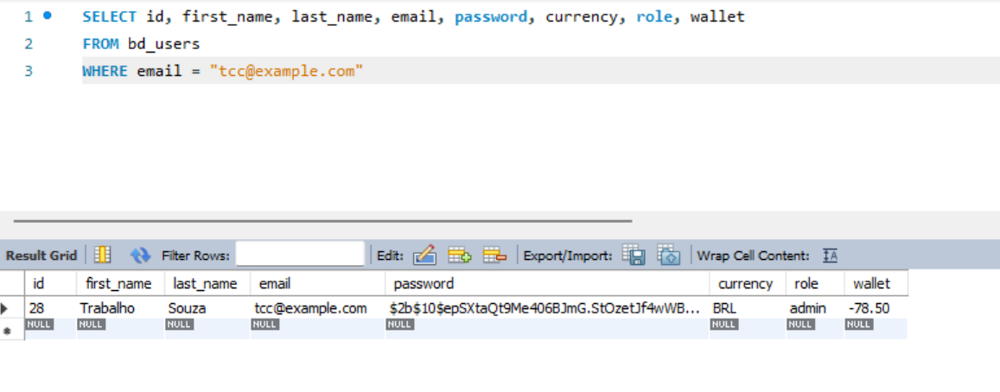 1 SELECT id, first_name, last_name, email, password, currency, role, wallet
2 FROM bd_users
3 WHERE email = "tcc@example.com"
Result Grid Filter Rows: Edit: Export/Import: Wrap Cell Content: IA
id first_name last_name email password currency role wallet
28 Trabalho Souza tcc@example.com $2b$10$epSXtaQt9Me406BJmG.StOzetJf4wWB... BRL admin -78.50
NULL NULL NULL NULL NULL NULL NULL NULL